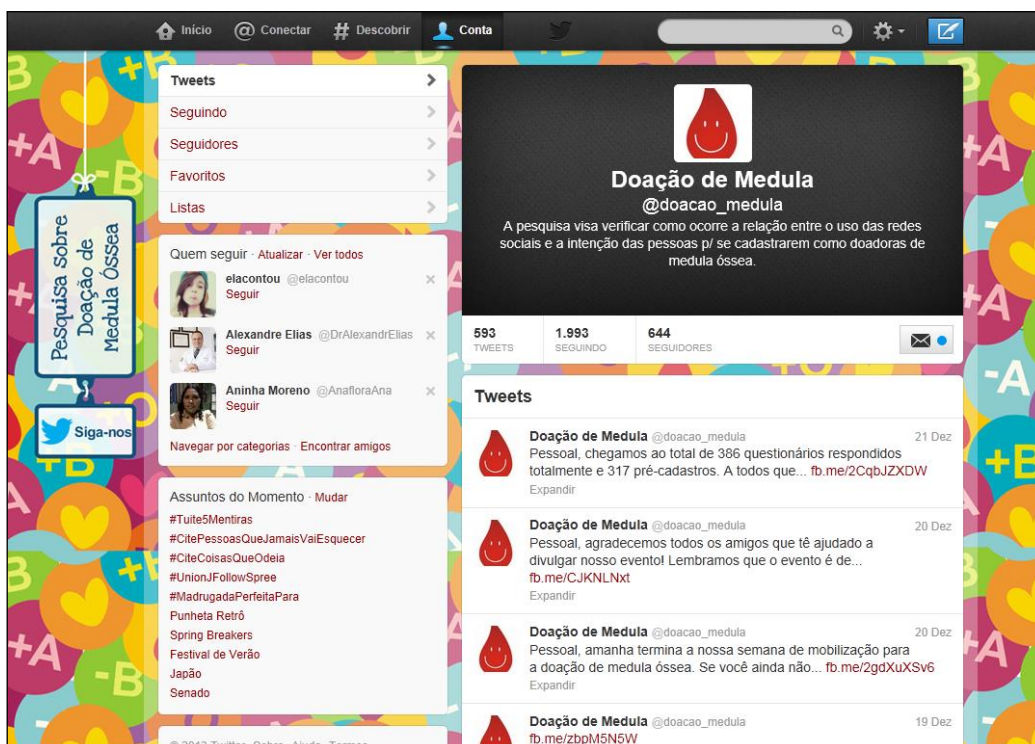 Início
Conectar
Descobrir
Conta
Tweets
Seguindo
Seguidores
Favoritos
Listas
Quem seguir · Atualizar · Ver todos
elacontou @elacontou
Seguir
Alexandre Elias @DrAlexandrElias
Seguir
Aninha Moreno @AnafloraAna
Seguir
Navegar por categorias · Encontrar amigos
Assuntos do Momento · Mudar
#Tuite5Mentiras
#CitePessoasQueJamaisVaiEsquecer
#CiteCoisasQueOdeia
#UnionJFollowSpree
#MadrugadaPerfeitaPara
Punheta Retrô
Spring Breakers
Festival de Verão
Japão
Senado
Pesquisa sobre
Doação de
Medula Óssea
Siga-nos
Doação de Medula
@doacao_medula
A pesquisa visa verificar como ocorre a relação entre o uso das redes
sociais e a intenção das pessoas p/ se cadastrarem como doadoras de
medula óssea.
593
TWEETS
1.993
SEGUINDO
644
SEGUIDORES
Tweets
Doação de Medula @doacao_medula 21 Dez
Pessoal, chegamos ao total de 386 questionários respondidos
totalmente e 317 pré-cadastros. A todos que... fb.me/2CqbJZXDW
Expandir
Doação de Medula @doacao_medula 20 Dez
Pessoal, agradecemos todos os amigos que tê ajudado a
divulgar nosso evento! Lembramos que o evento é de...
fb.me/CJKNLNxt
Expandir
Doação de Medula @doacao_medula 20 Dez
Pessoal, amanha termina a nossa semana de mobilização para
a doação de medula óssea. Se você ainda não... fb.me/2gdXuXSv6
Expandir
Doação de Medula @doacao_medula 19 Dez
fb.me/zbpM5N5W
+B
+A
-B
+A
-A
+B